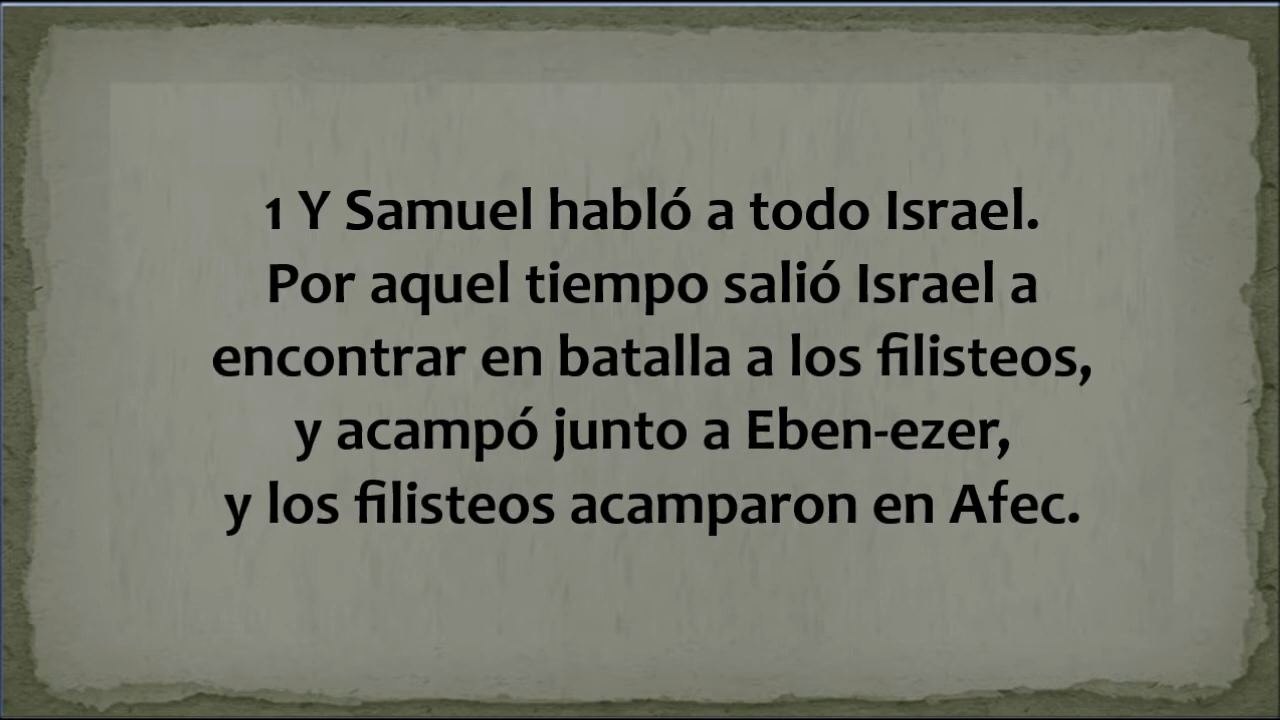 1 Y Samuel habló a todo Israel.
Por aquel tiempo salió Israel a
encontrar en batalla a los filisteos,
y acampó junto a Eben-ezer,
y los filisteos acamparon en Afec.